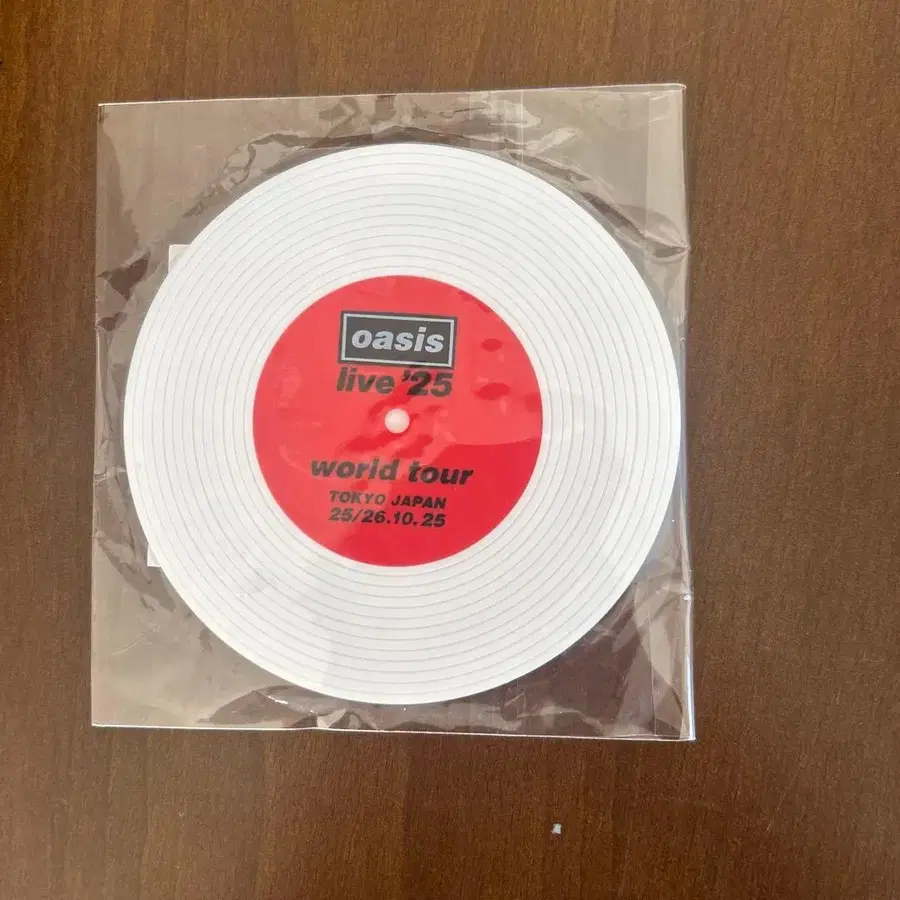 oasis
live '25
world tour
TOKYO JAPAN
25/26.10.25